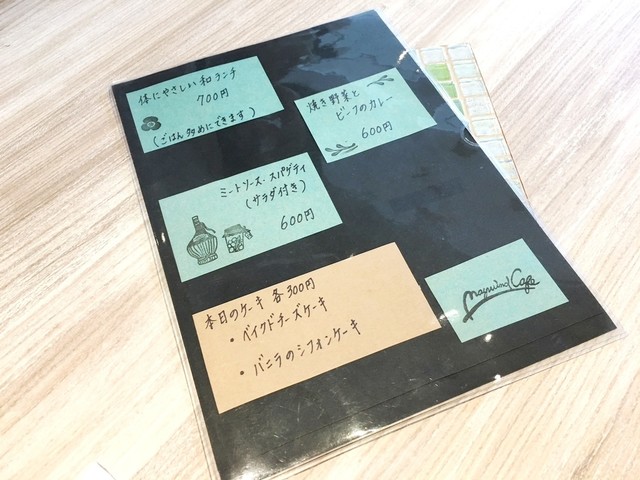 体にやさしい和ランチ
700円
(ごはん多めにできます)
焼き野菜と
ビーフのカレー
600円
ミートソース・スパゲティ
(サラダ付き)
600円
本日のケーキ 各300円
・ベイクドチーズケーキ
・バニラのシフォンケーキ
Maywind Cafe